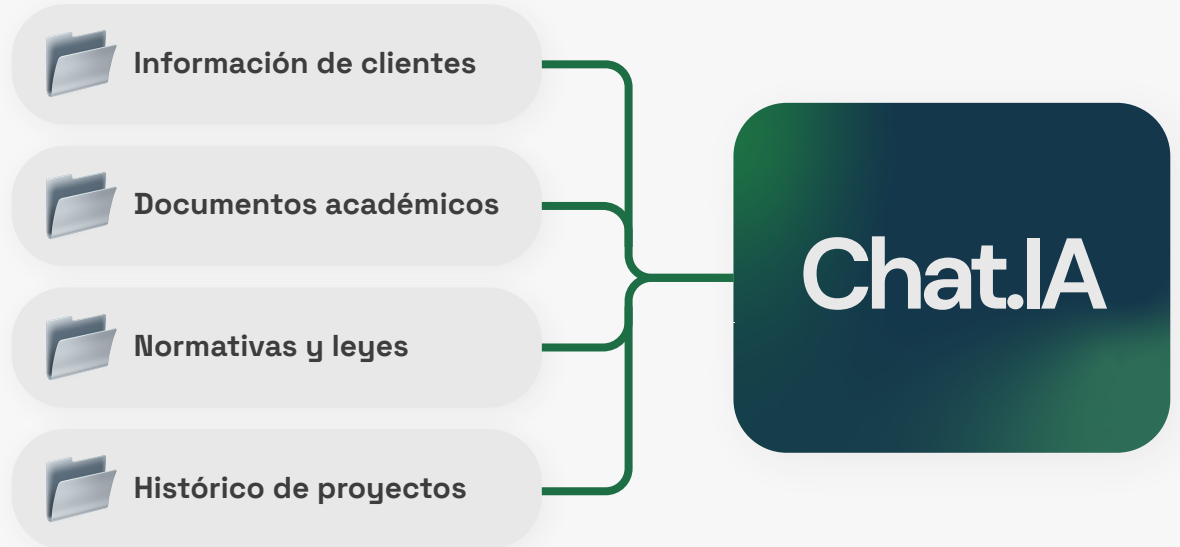 Información de clientes
Documentos académicos
Normativas y leyes
Histórico de proyectos
Chat.IA